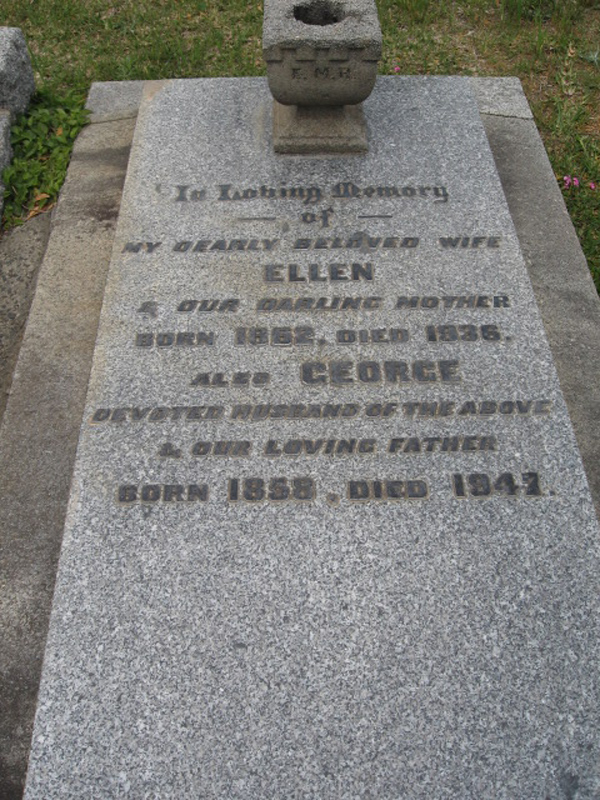 E. M. H
In Loving Memory
of
MY DEARLY BELOVED WIFE
ELLEN
& OUR DARLING MOTHER
BORN 1862, DIED 1936.
ALSO GEORGE
DEVOTED HUSBAND OF THE ABOVE
& OUR LOVING FATHER
BORN 1858, DIED